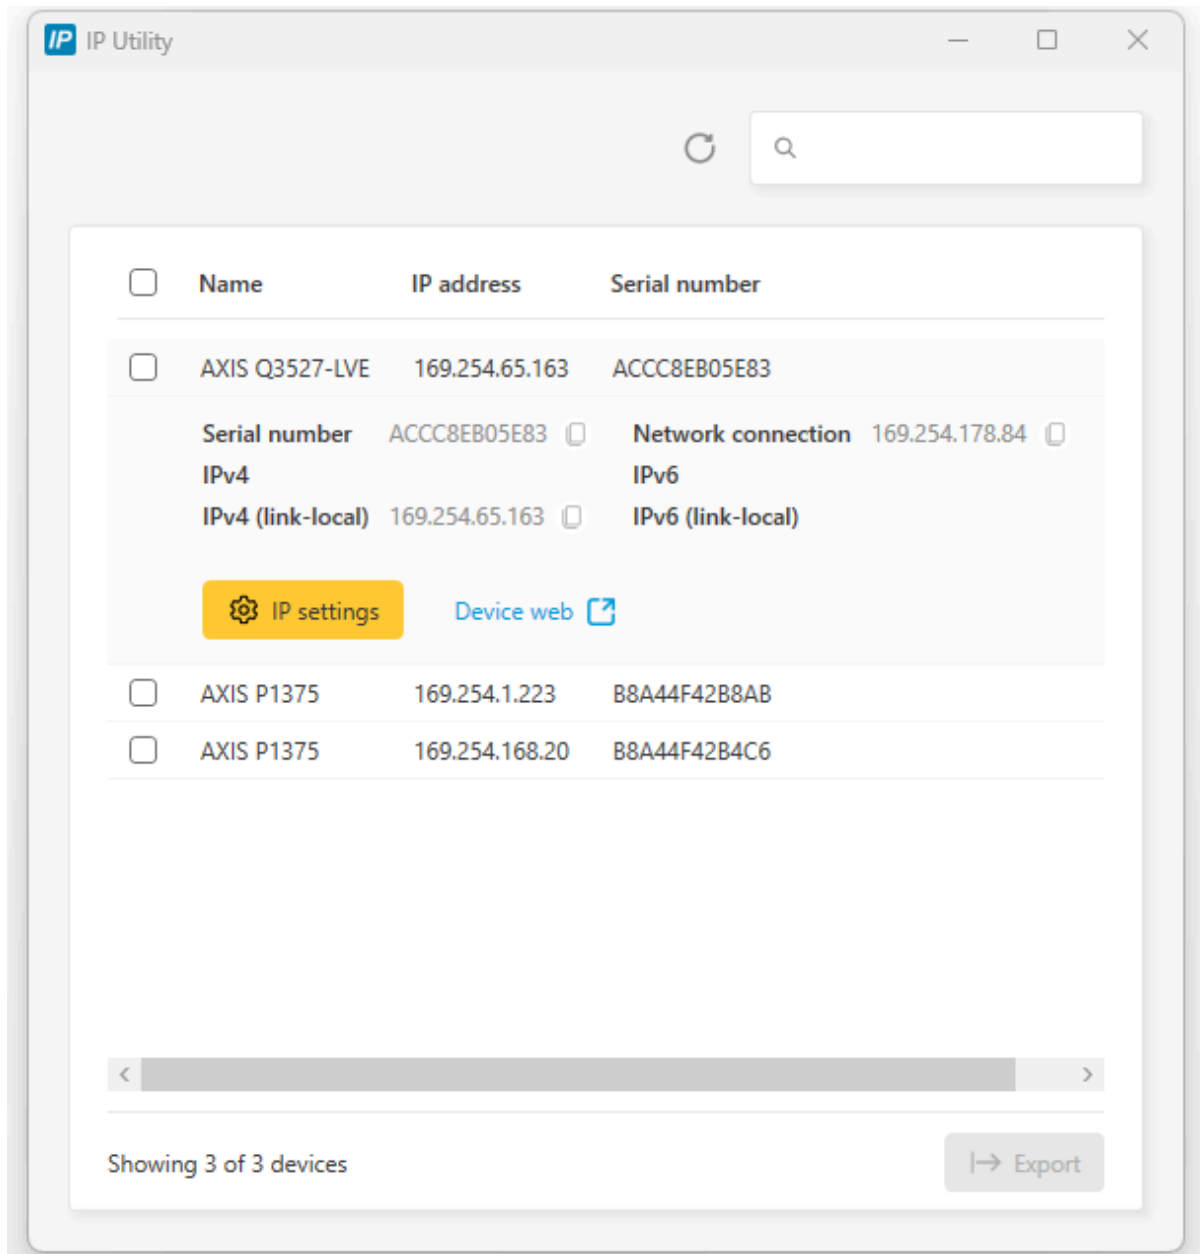 IP IP Utility
Name IP address Serial number
AXIS Q3527-LVE 169.254.65.163 ACCC8EB05E83
Serial number ACCC8EB05E83 Network connection 169.254.178.84
IPv4 IPv6
IPv4 (link-local) 169.254.65.163 IPv6 (link-local)
IP settings Device web
AXIS P1375 169.254.1.223 B8A44F42B8AB
AXIS P1375 169.254.168.20 B8A44F42B4C6
Showing 3 of 3 devices Export